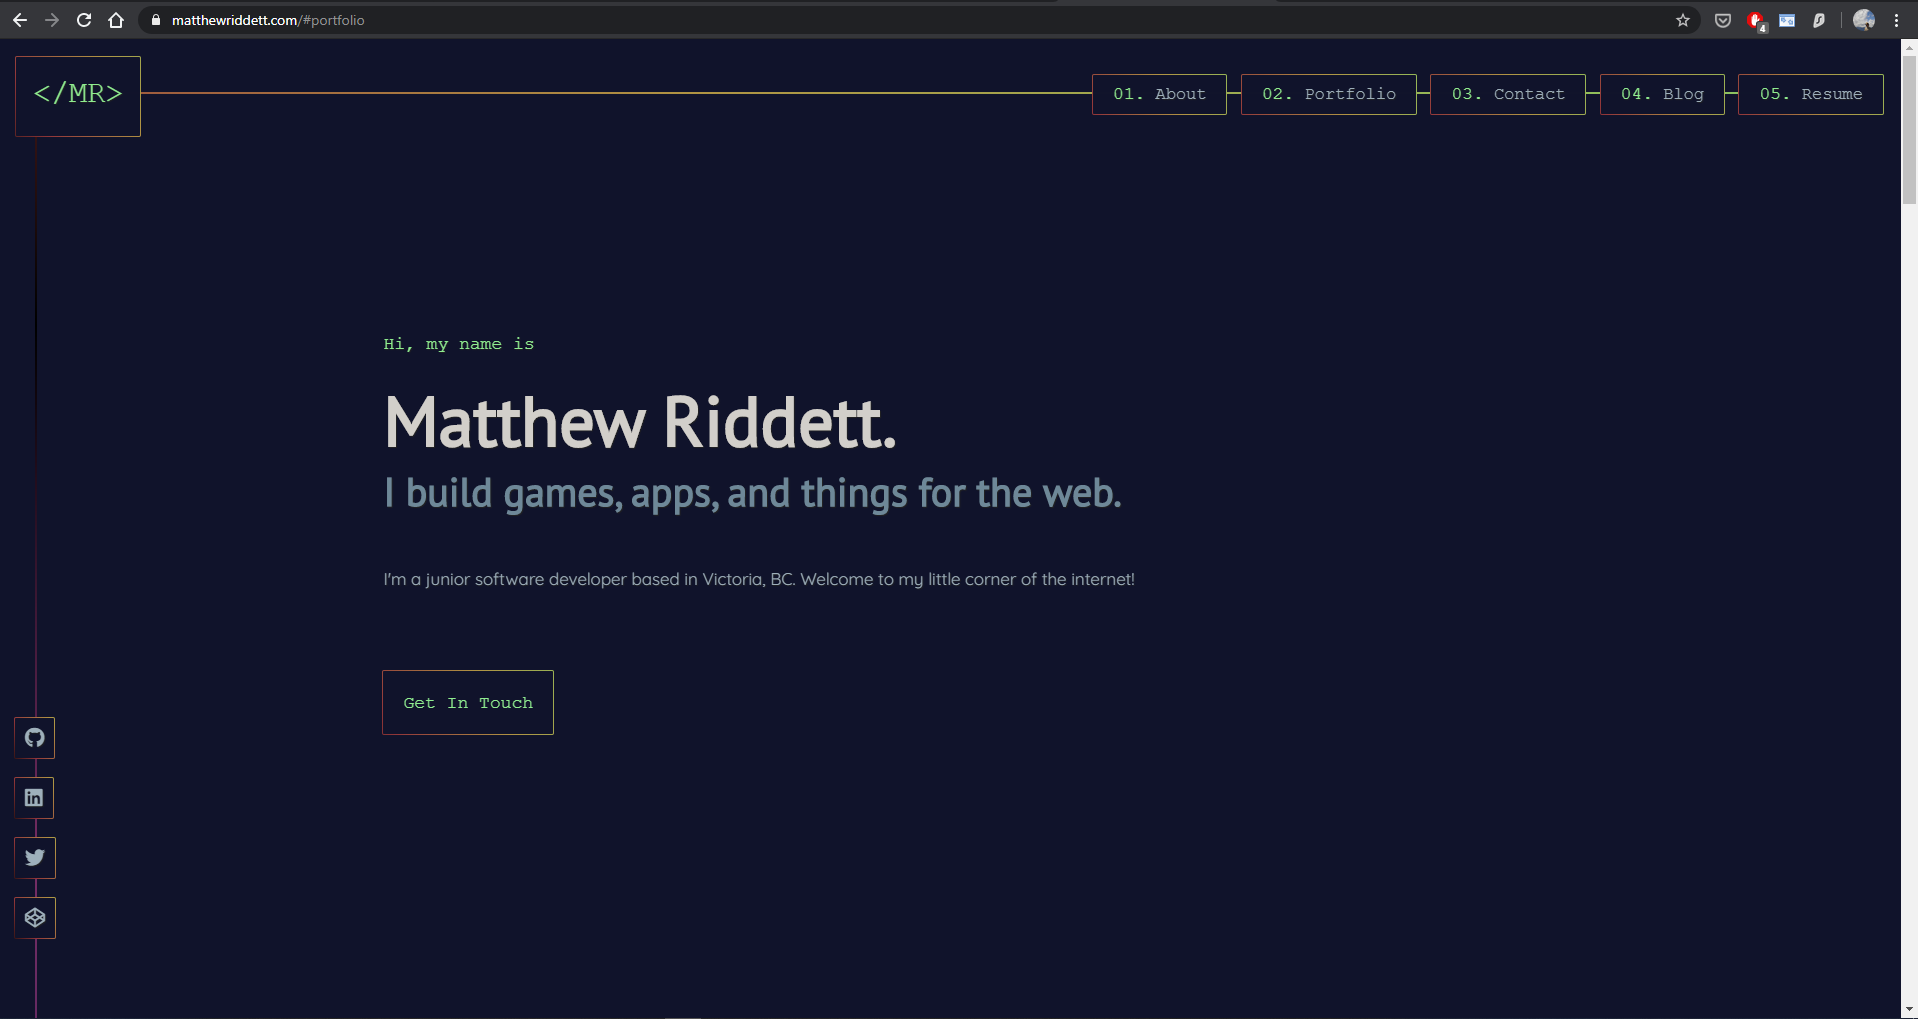 matthewriddett.com/#portfolio
4
</MR>
01. About
02. Portfolio
03. Contact
04. Blog
05. Resume
Hi, my name is
Matthew Riddett.
I build games, apps, and things for the web.
I'm a junior software developer based in Victoria, BC. Welcome to my little corner of the internet!
Get In Touch
in